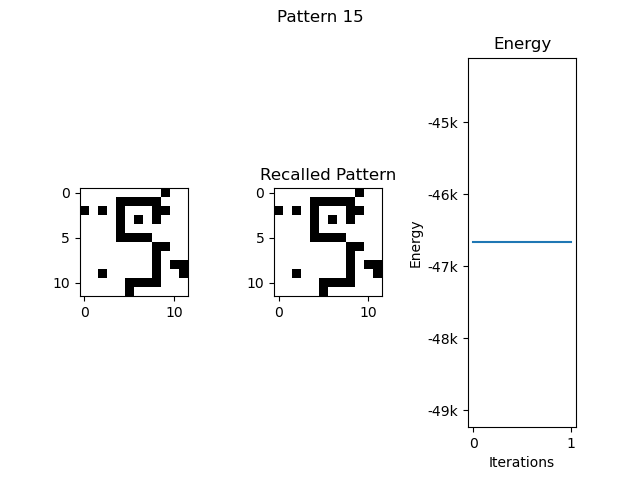 Pattern 15
Energy
Recalled Pattern
0
5
10
0
10
0
5
10
0
10
Energy
-45k
-46k
-47k
-48k
-49k
0
1
Iterations